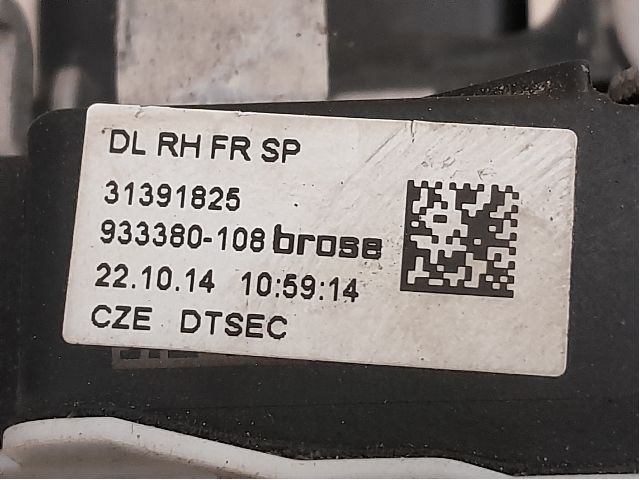 DL RH FR SP
31391825
933380-108 brose
22.10.14 10:59:14
CZE DTSEC